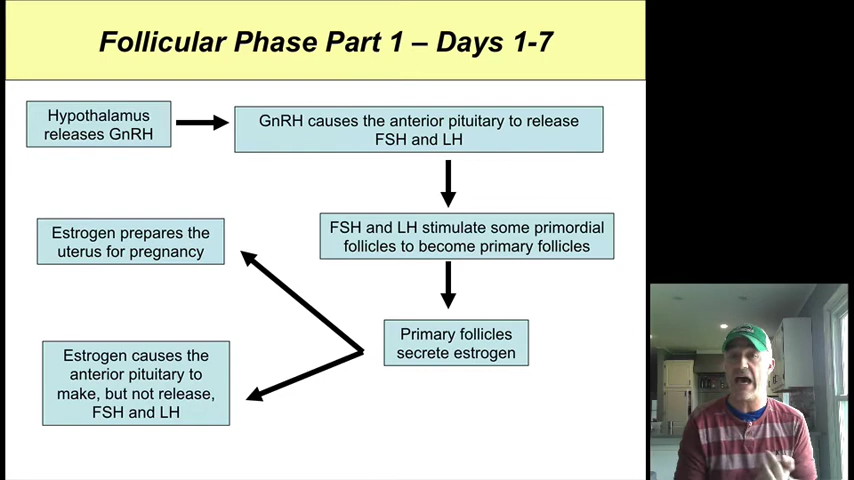 Follicular Phase Part 1 – Days 1-7
Hypothalamus
releases GnRH
GnRH causes the anterior pituitary to release
FSH and LH
FSH and LH stimulate some primordial
follicles to become primary follicles
Estrogen prepares the
uterus for pregnancy
Primary follicles
secrete estrogen
Estrogen causes the
anterior pituitary to
make, but not release,
FSH and LH